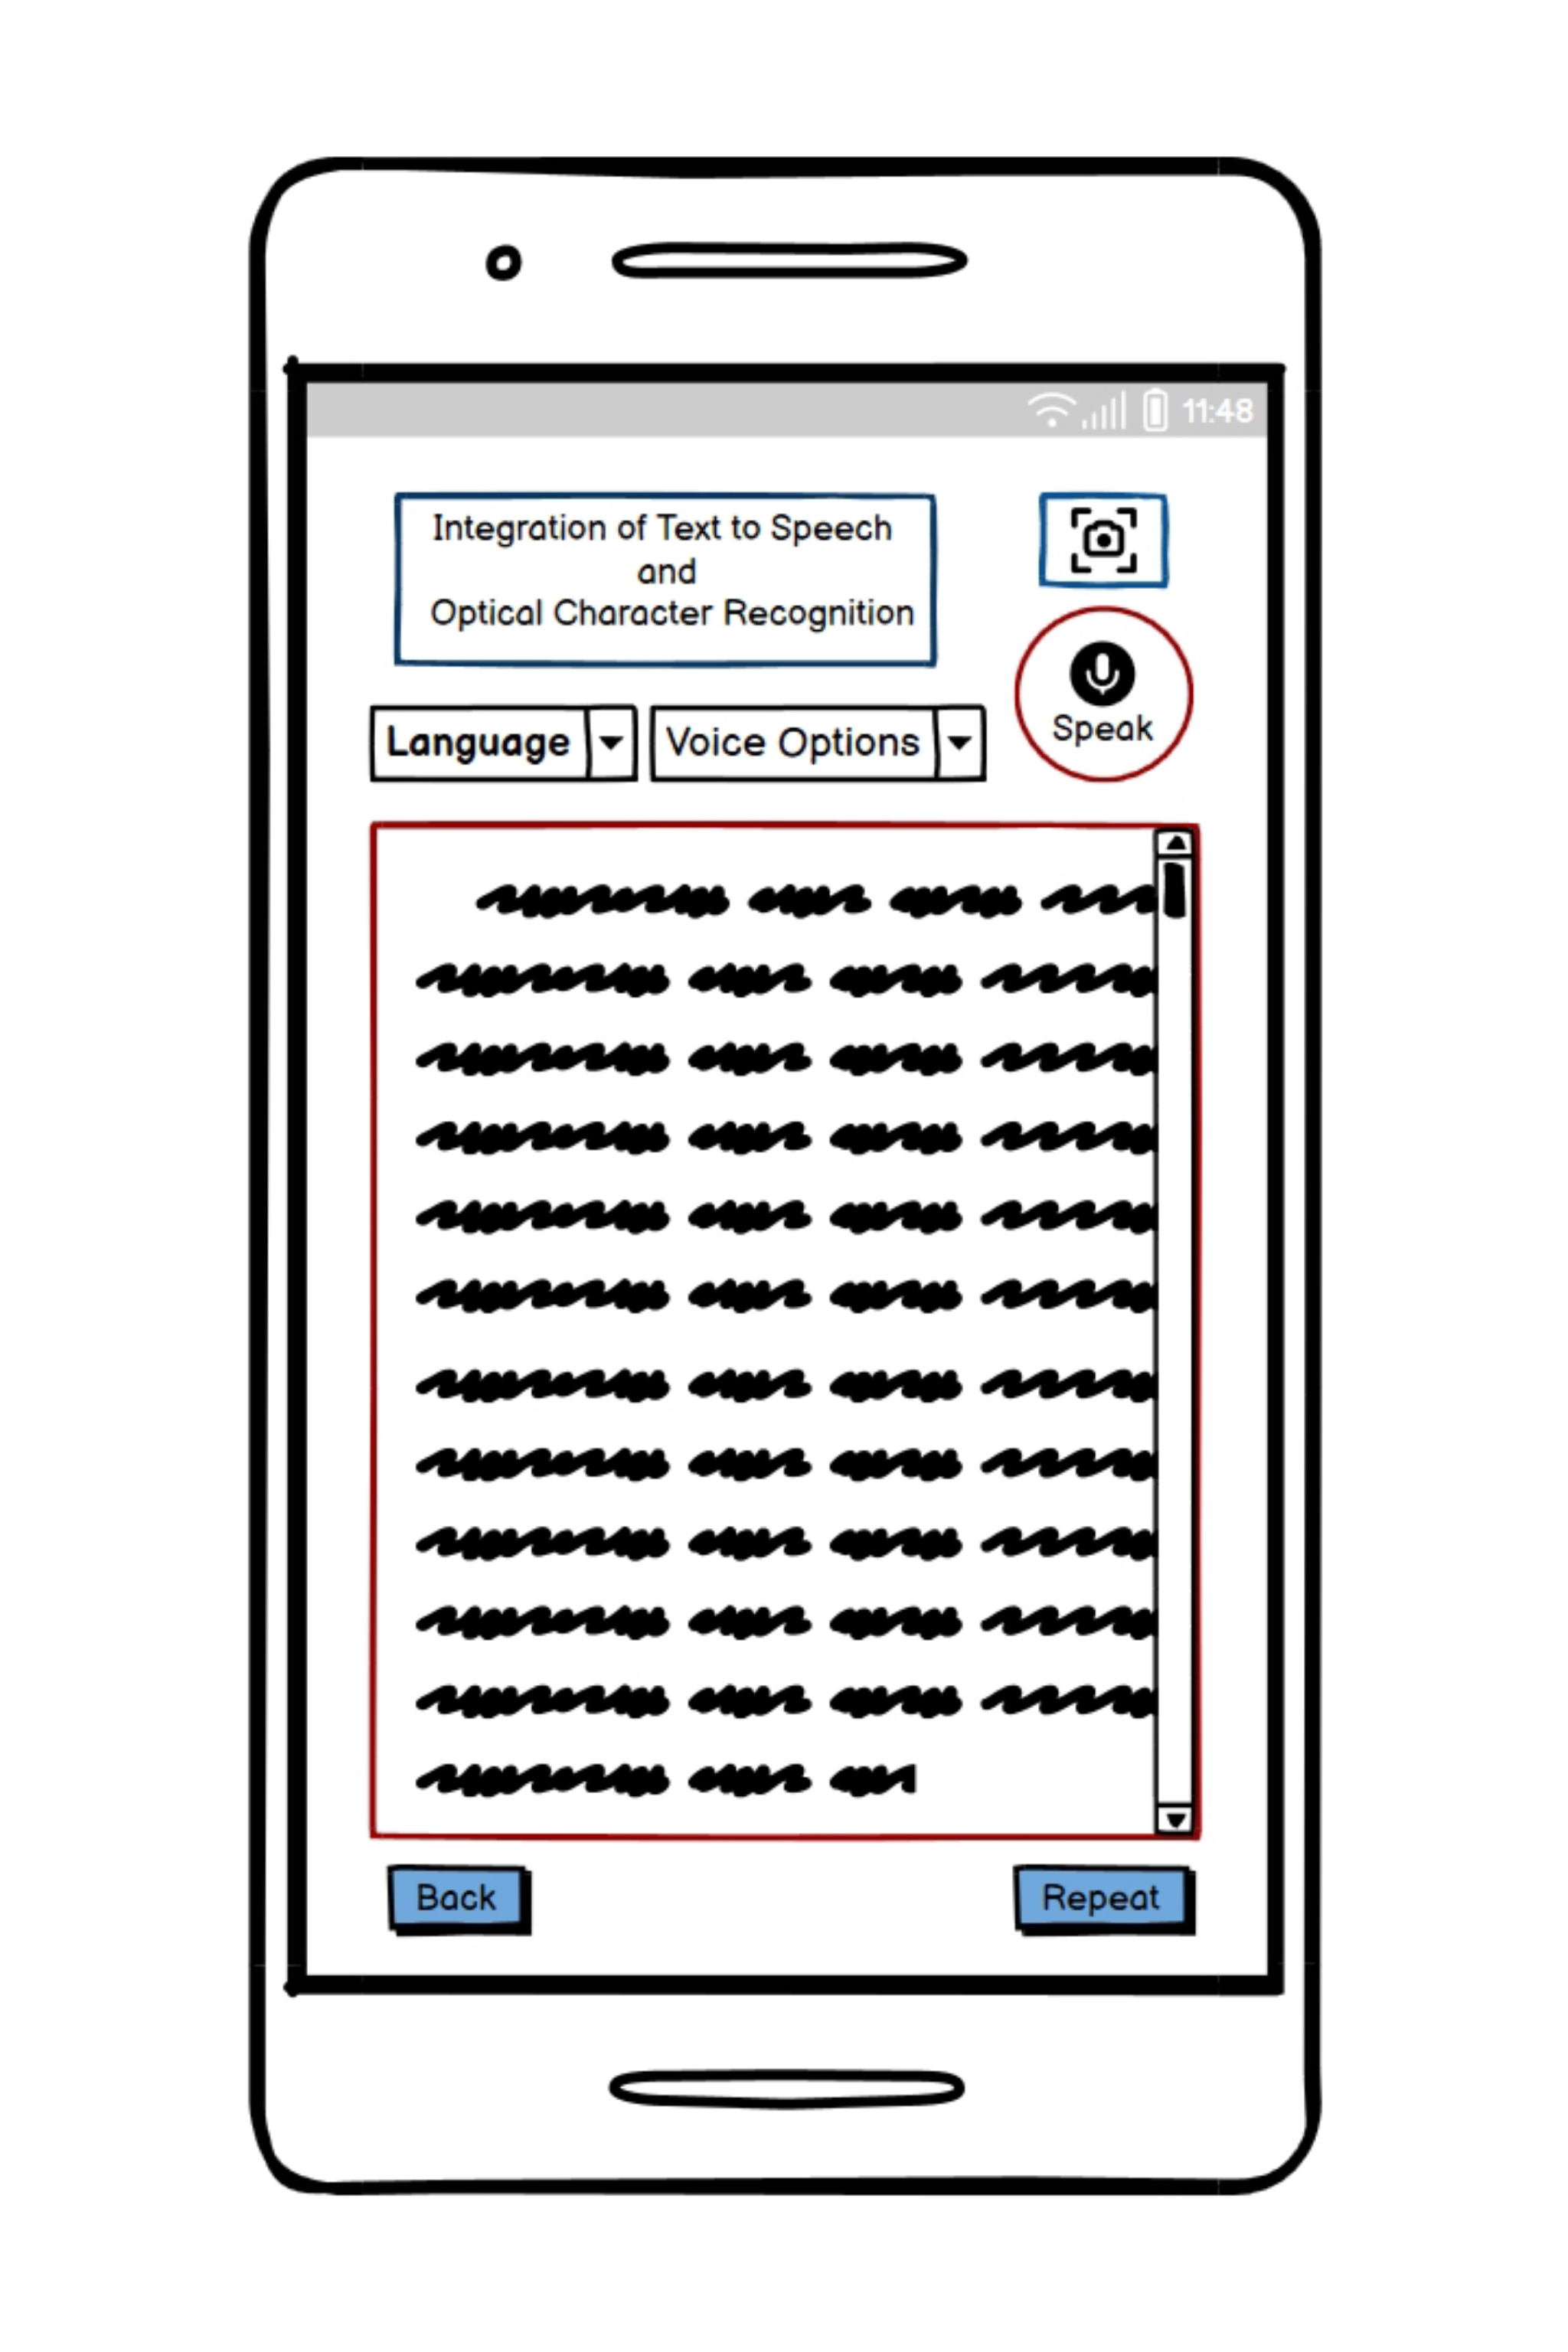 11:48
Integration of Text to Speech
and
Optical Character Recognition
Speak
Language
Voice Options
Back
Repeat